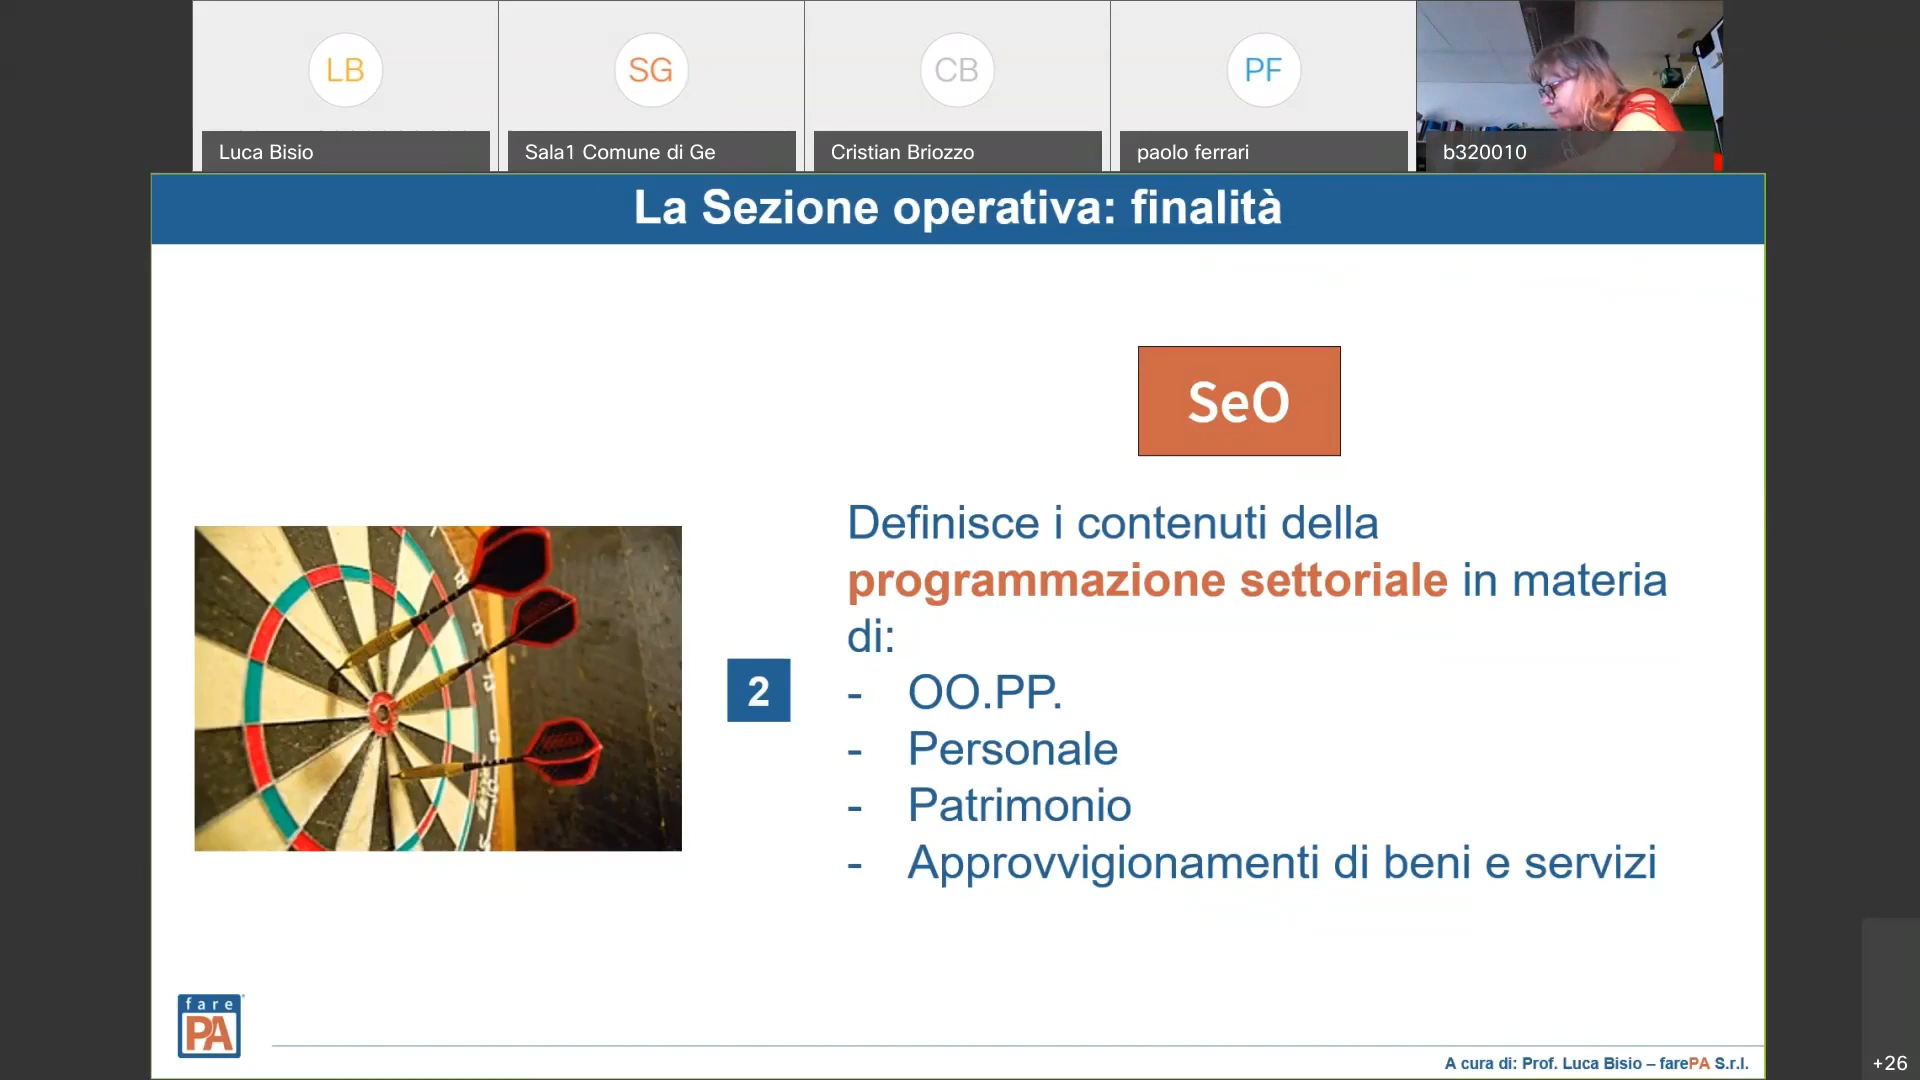 LB
SG
CB
PF
Luca Bisio
Sala1 Comune di Ge
Cristian Briozzo
paolo ferrari
b320010
La Sezione operativa: finalità
SeO
Definisce i contenuti della
programmazione settoriale in materia
di:
2
- OO.PP.
- Personale
- Patrimonio
- Approvvigionamenti di beni e servizi
fare
PA
A cura di: Prof. Luca Bisio – farePA S.r.l.
+26